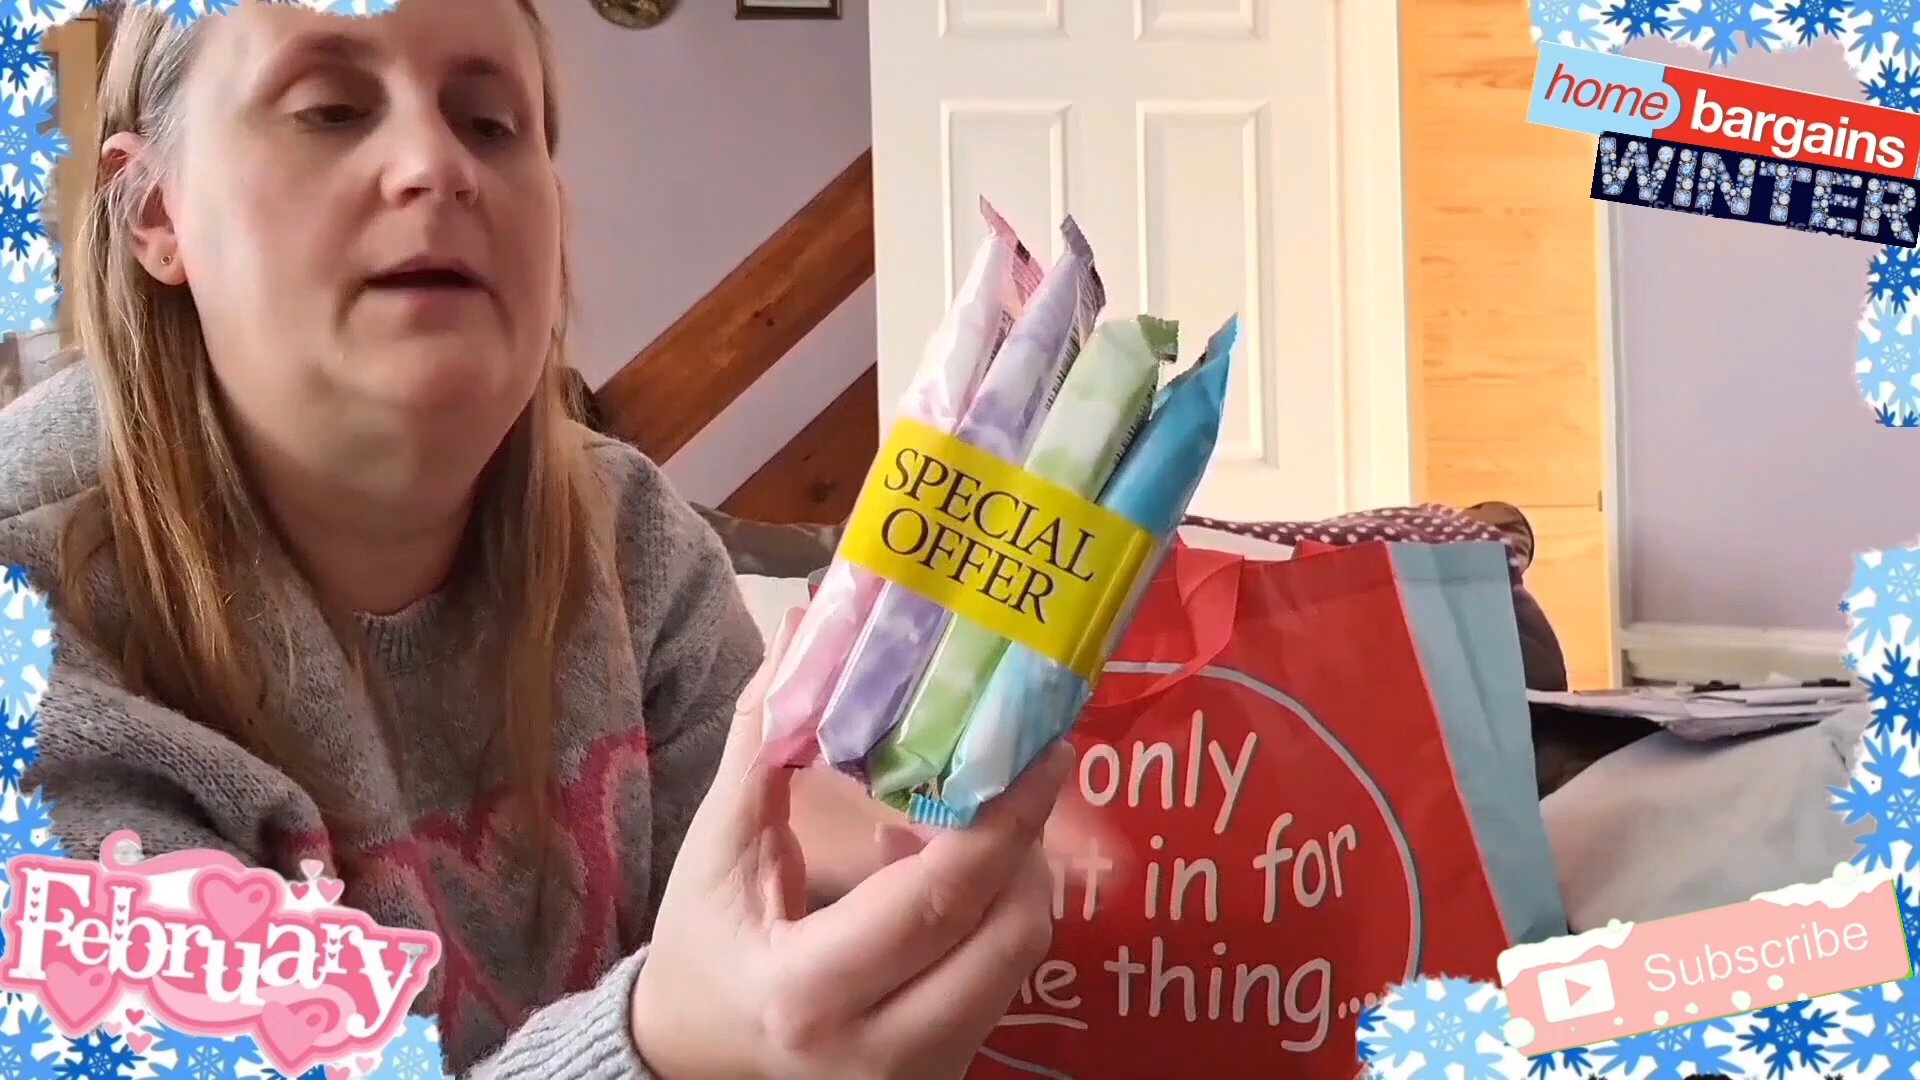 home bargains
WINTER
SPECIAL
OFFER
only
in for
thing...
February
Subscribe